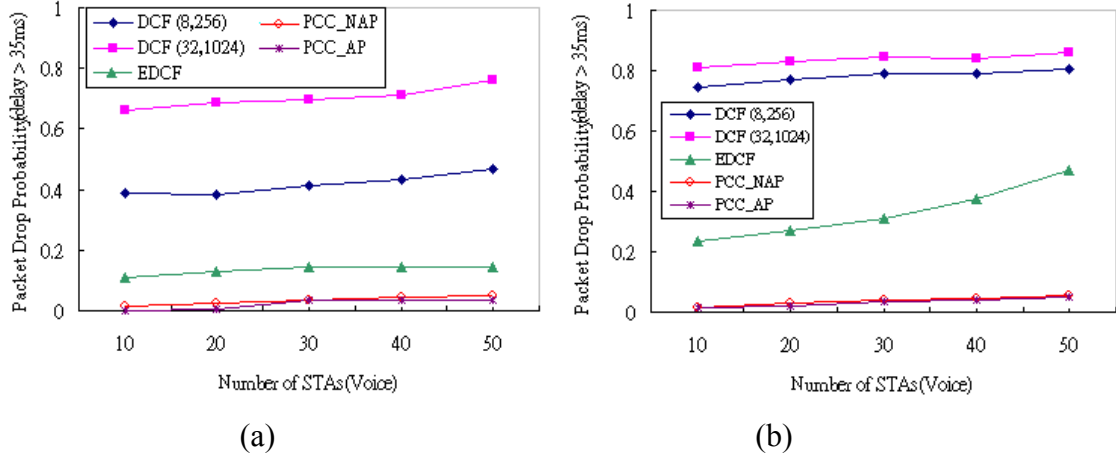 Packet Drop Probability(delay > 35ms)
1
0.8
0.6
0.4
0.2
0
DCF (8,256)
DCF (32,1024)
EDCF
PCC_NAP
PCC_AP
10 20 30 40 50
Number of STAs(Voice)
(a)
Packet Drop Probability(delay > 35ms)
1
0.8
0.6
0.4
0.2
0
DCF (8,256)
DCF (32,1024)
EDCF
PCC_NAP
PCC_AP
10 20 30 40 50
Number of STAs(Voice)
(b)